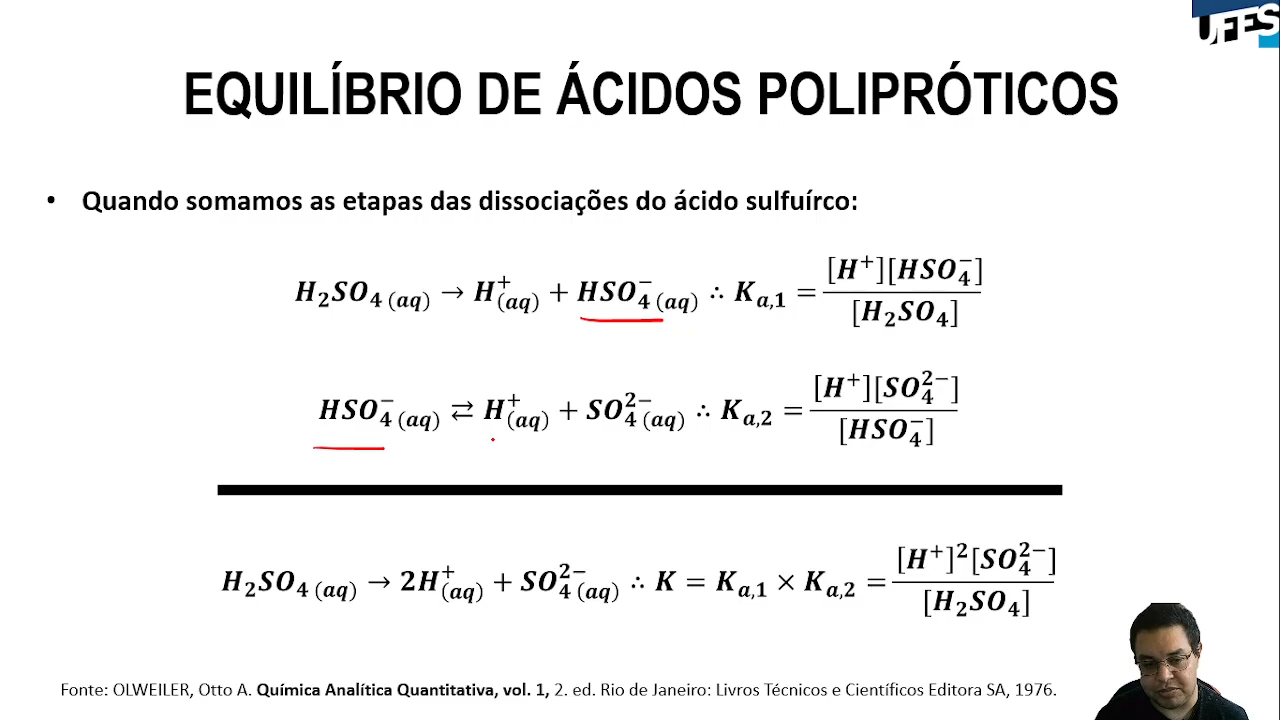 UFES
EQUILÍBRIO DE ÁCIDOS POLIPRÓTICOS
• Quando somamos as etapas das dissociações do ácido sulfuírco:
H₂SO₄ (aq) → H⁺(aq) + HSO₄⁻ (aq) ∴ Kₐ,₁ = [H⁺][HSO₄⁻] / [H₂SO₄]
HSO₄⁻ (aq) ⇄ H⁺(aq) + SO₄²⁻ (aq) ∴ Kₐ,₂ = [H⁺][SO₄²⁻] / [HSO₄⁻]
H₂SO₄ (aq) → 2H⁺(aq) + SO₄²⁻ (aq) ∴ K = Kₐ,₁ × Kₐ,₂ = [H⁺]²[SO₄²⁻] / [H₂SO₄]
Fonte: OLWEILER, Otto A. Química Analítica Quantitativa, vol. 1, 2. ed. Rio de Janeiro: Livros Técnicos e Científicos Editora SA, 1976.